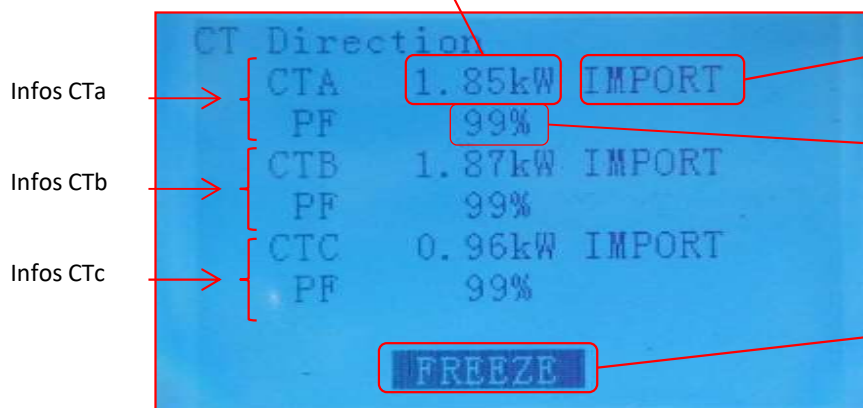 CT Direction
Infos CTa
CTA 1.85kW IMPORT
PF 99%
Infos CTb
CTB 1.87kW IMPORT
PF 99%
Infos CTc
CTC 0.96kW IMPORT
PF 99%
FREEZE